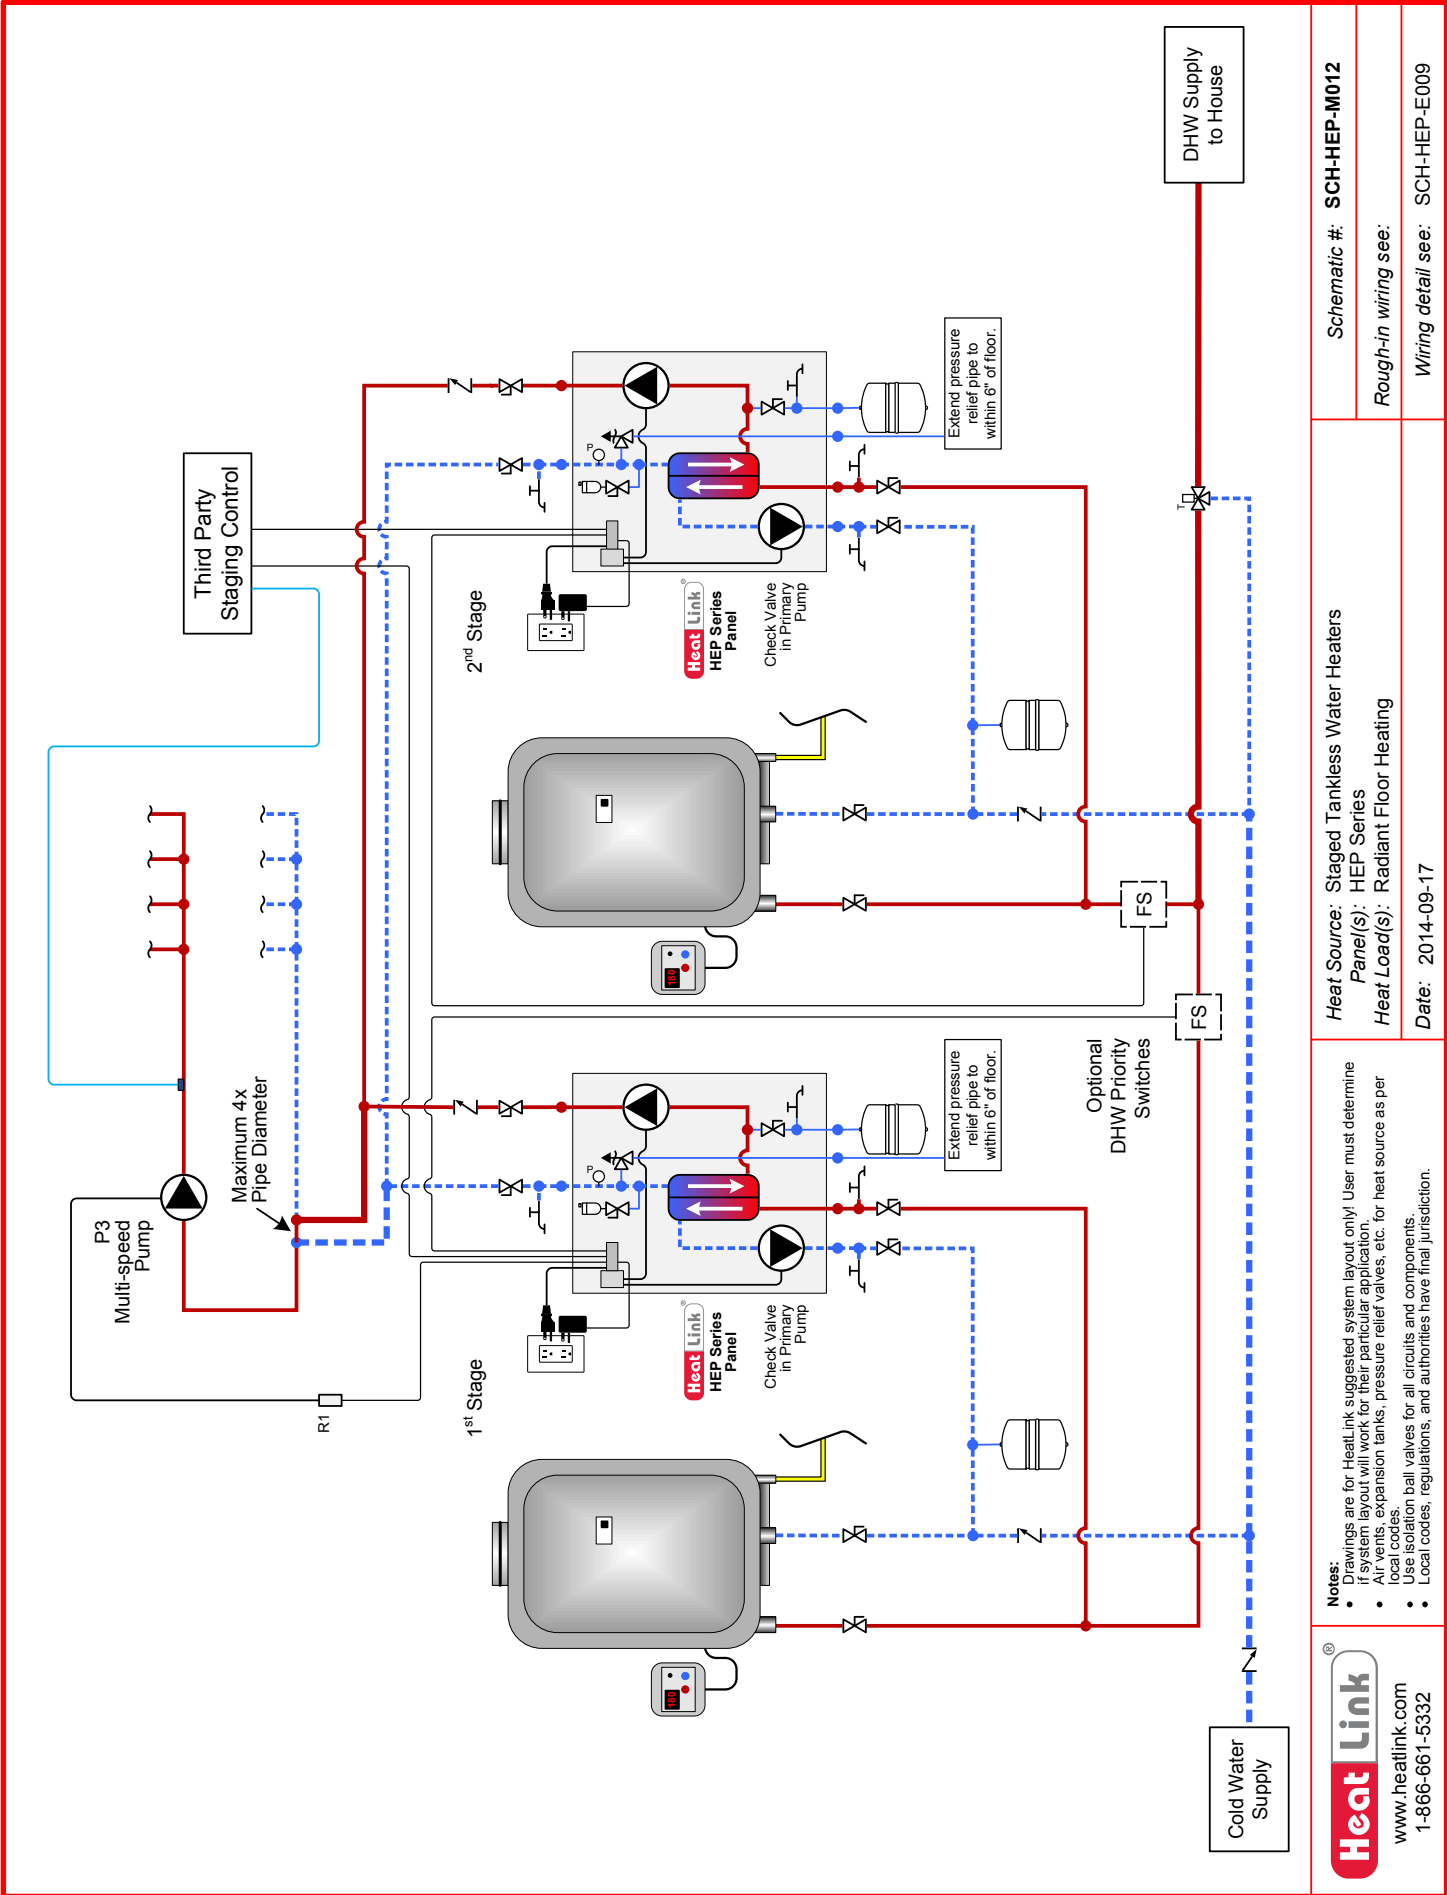 P3
Multi-speed
Pump
Maximum 4x
Pipe Diameter
R1
Third Party
Staging Control
1st Stage
Heat Link®
HEP Series
Panel
Check Valve
in Primary
Pump
P
Extend pressure
relief pipe to
within 6" of floor.
180
2nd Stage
Heat Link®
HEP Series
Panel
Check Valve
in Primary
Pump
P
Extend pressure
relief pipe to
within 6" of floor.
180
Optional
DHW Priority
Switches
FS
FS
T
Cold Water
Supply
DHW Supply
to House
Heat Link®
www.heatlink.com
1-866-661-5332
Notes:
• Drawings are for HeatLink suggested system layout only! User must determine
if system layout will work for their particular application.
• Air vents, expansion tanks, pressure relief valves, etc. for heat source as per
local codes.
• Use isolation ball valves for all circuits and components.
• Local codes, regulations, and authorities have final jurisdiction.
Heat Source: Staged Tankless Water Heaters
Panel(s): HEP Series
Heat Load(s): Radiant Floor Heating
Date: 2014-09-17
Schematic #: SCH-HEP-M012
Rough-in wiring see:
Wiring detail see: SCH-HEP-E009